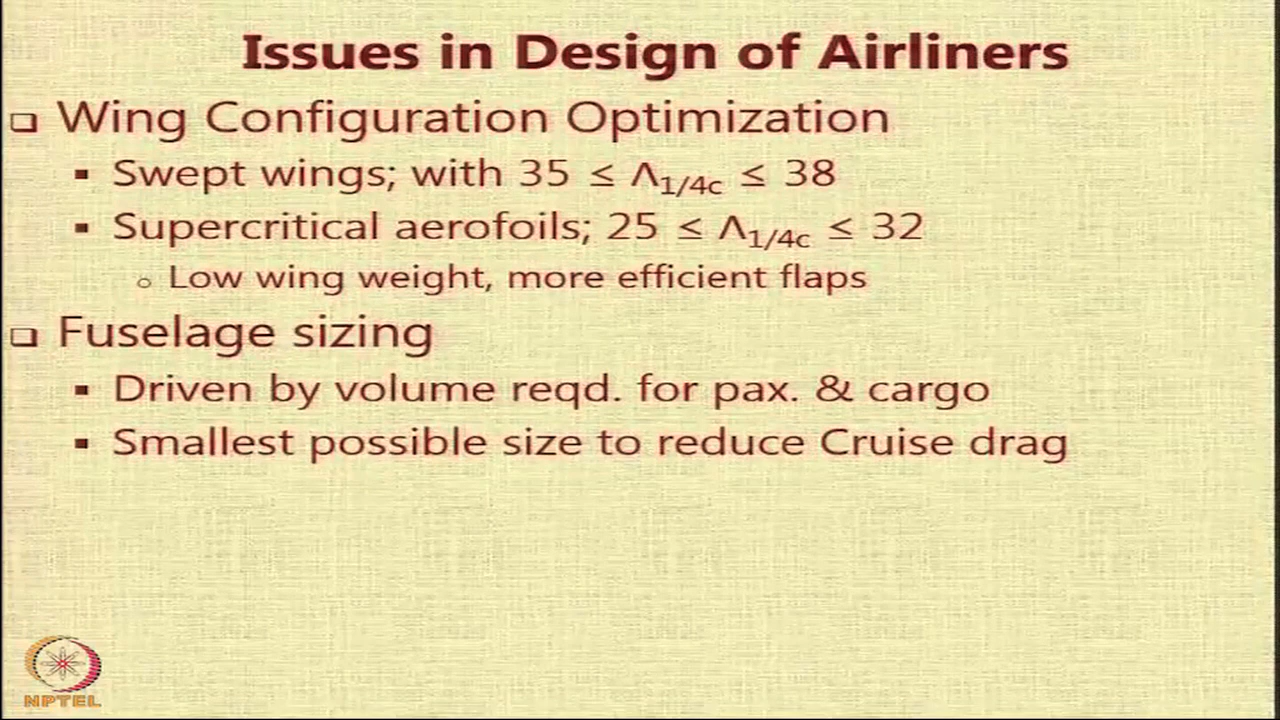 Issues in Design of Airliners
❑ Wing Configuration Optimization
▪ Swept wings; with 35 ≤ Λ1/4c ≤ 38
▪ Supercritical aerofoils; 25 ≤ Λ1/4c ≤ 32
○ Low wing weight, more efficient flaps
❑ Fuselage sizing
▪ Driven by volume reqd. for pax. & cargo
▪ Smallest possible size to reduce Cruise drag
NPTEL